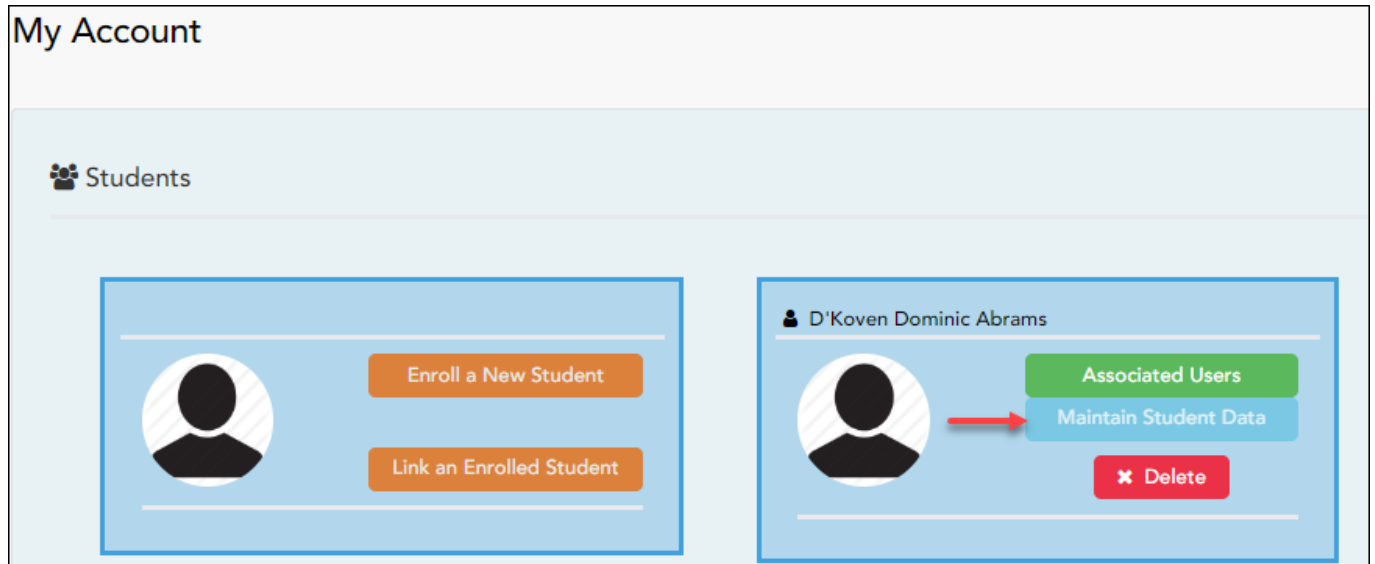 My Account
Students
Enroll a New Student
Link an Enrolled Student
D'Koven Dominic Abrams
Associated Users
Maintain Student Data
Delete